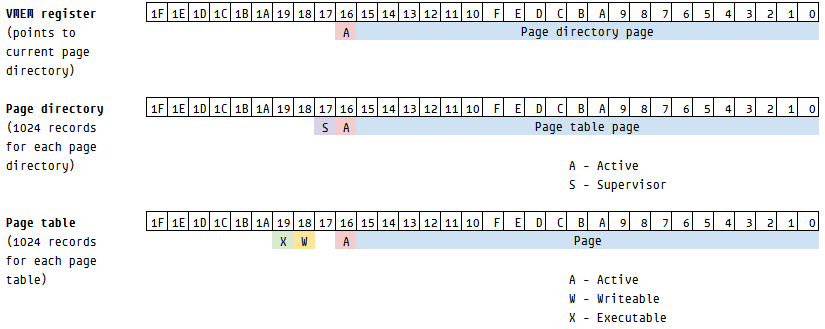 VMEM register 1F 1E 1D 1C 1B 1A 19 18 17 16 15 14 13 12 11 10 F E D C B A 9 8 7 6 5 4 3 2 1 0
(points to A Page directory page
current page
directory)
Page directory 1F 1E 1D 1C 1B 1A 19 18 17 16 15 14 13 12 11 10 F E D C B A 9 8 7 6 5 4 3 2 1 0
(1024 records S A Page table page
for each page
directory) A - Active
S - Supervisor
Page table 1F 1E 1D 1C 1B 1A 19 18 17 16 15 14 13 12 11 10 F E D C B A 9 8 7 6 5 4 3 2 1 0
(1024 records X W A Page
for each page
table) A - Active
W - Writeable
X - Executable